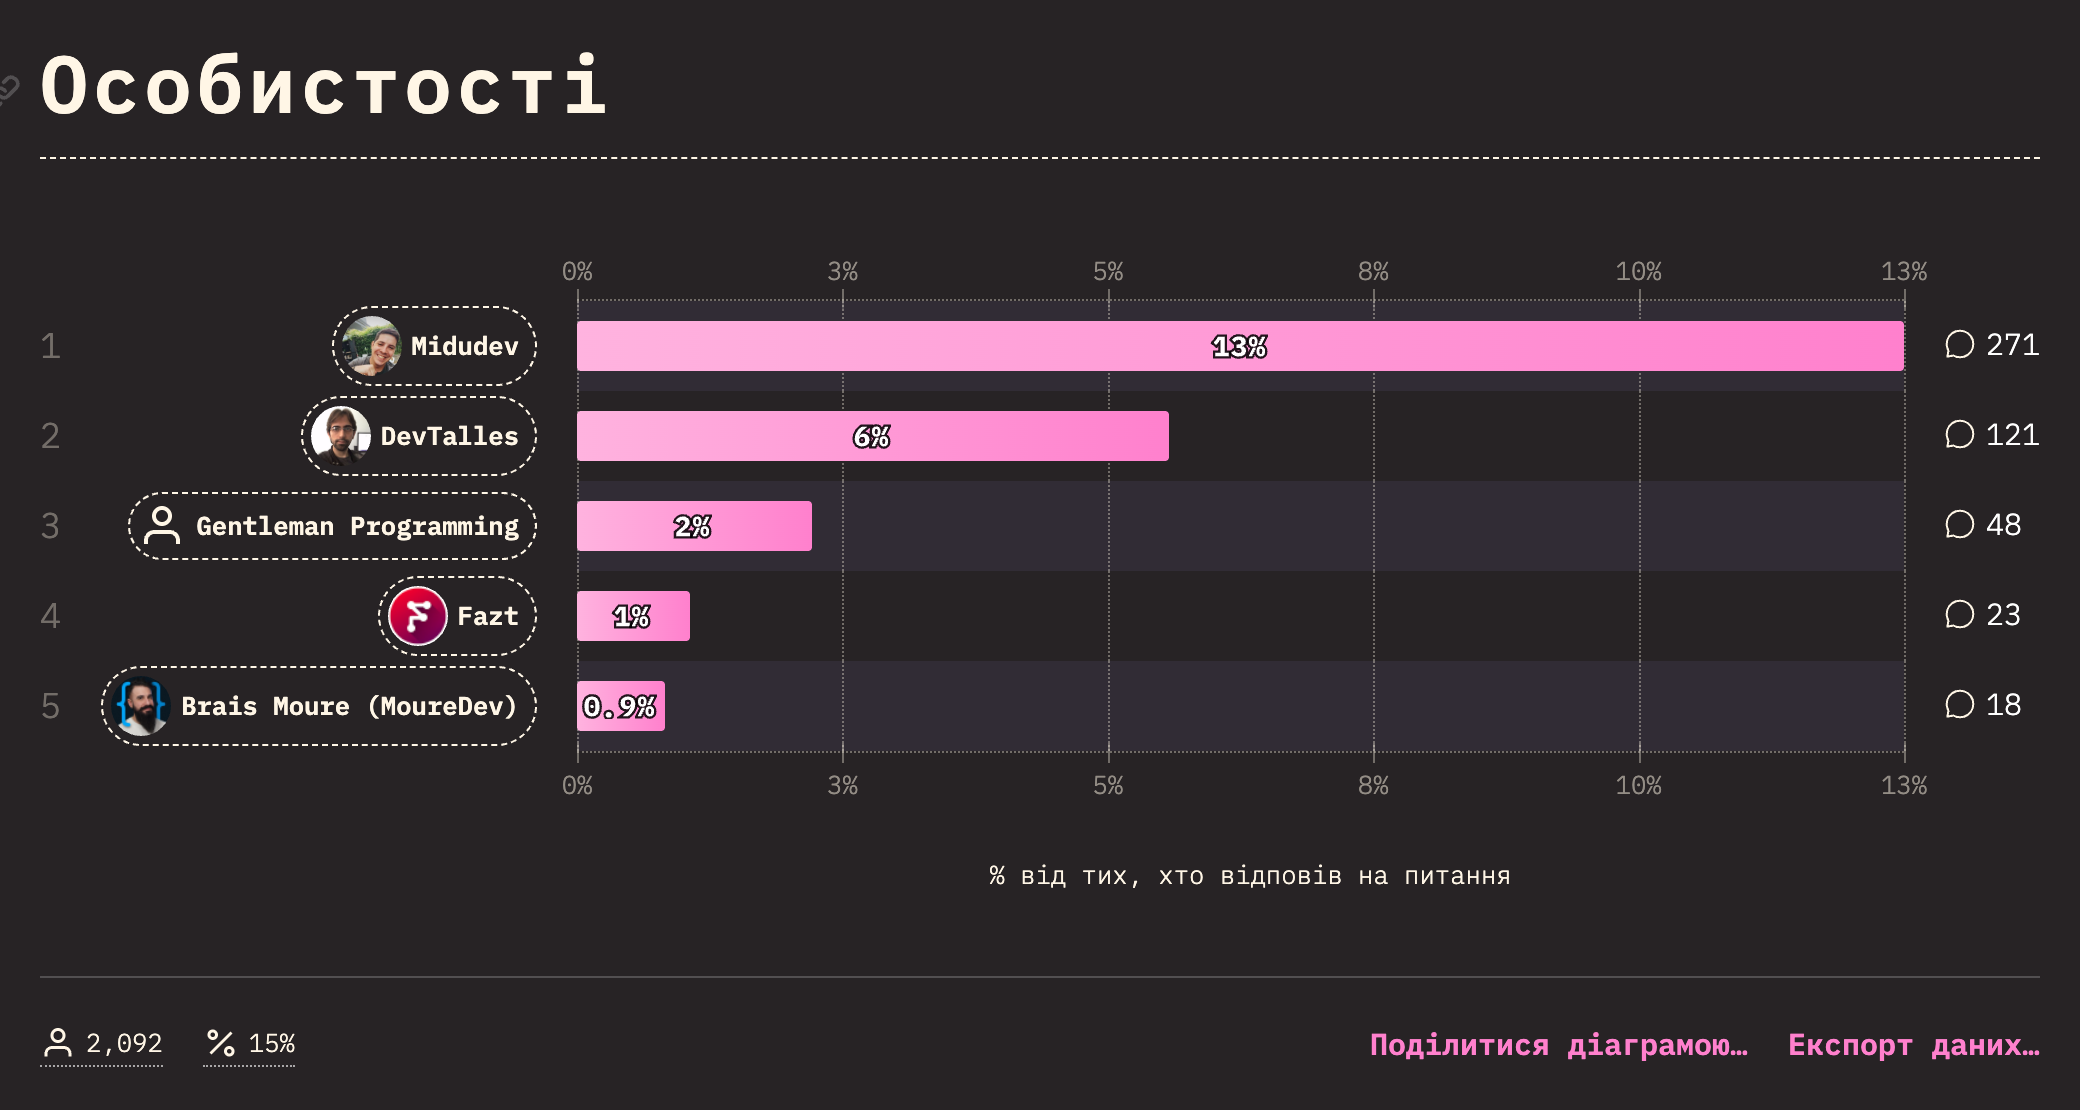 Особистості
0% 3% 5% 8% 10% 13%
1 Midudev 13% 271
2 DevTalles 6% 121
3 Gentleman Programming 2% 48
4 Fazt 1% 23
5 Brais Moure (MoureDev) 0.9% 18
0% 3% 5% 8% 10% 13%
% від тих, хто відповів на питання
2,092 15% Поділитися діаграмою… Експорт даних…